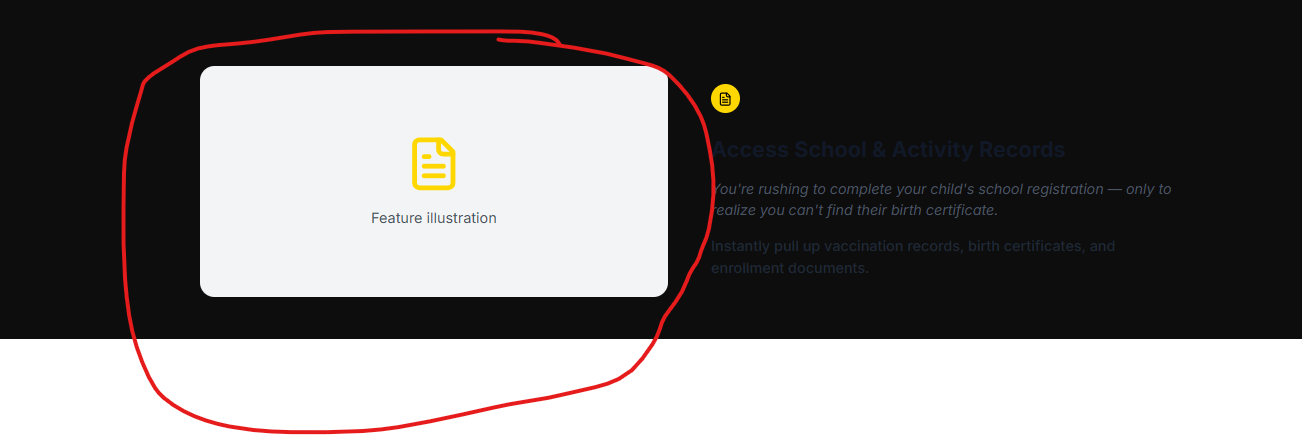 Feature illustration
Access School & Activity Records
You're rushing to complete your child's school registration — only to
realize you can't find their birth certificate.
Instantly pull up vaccination records, birth certificates, and
enrollment documents.